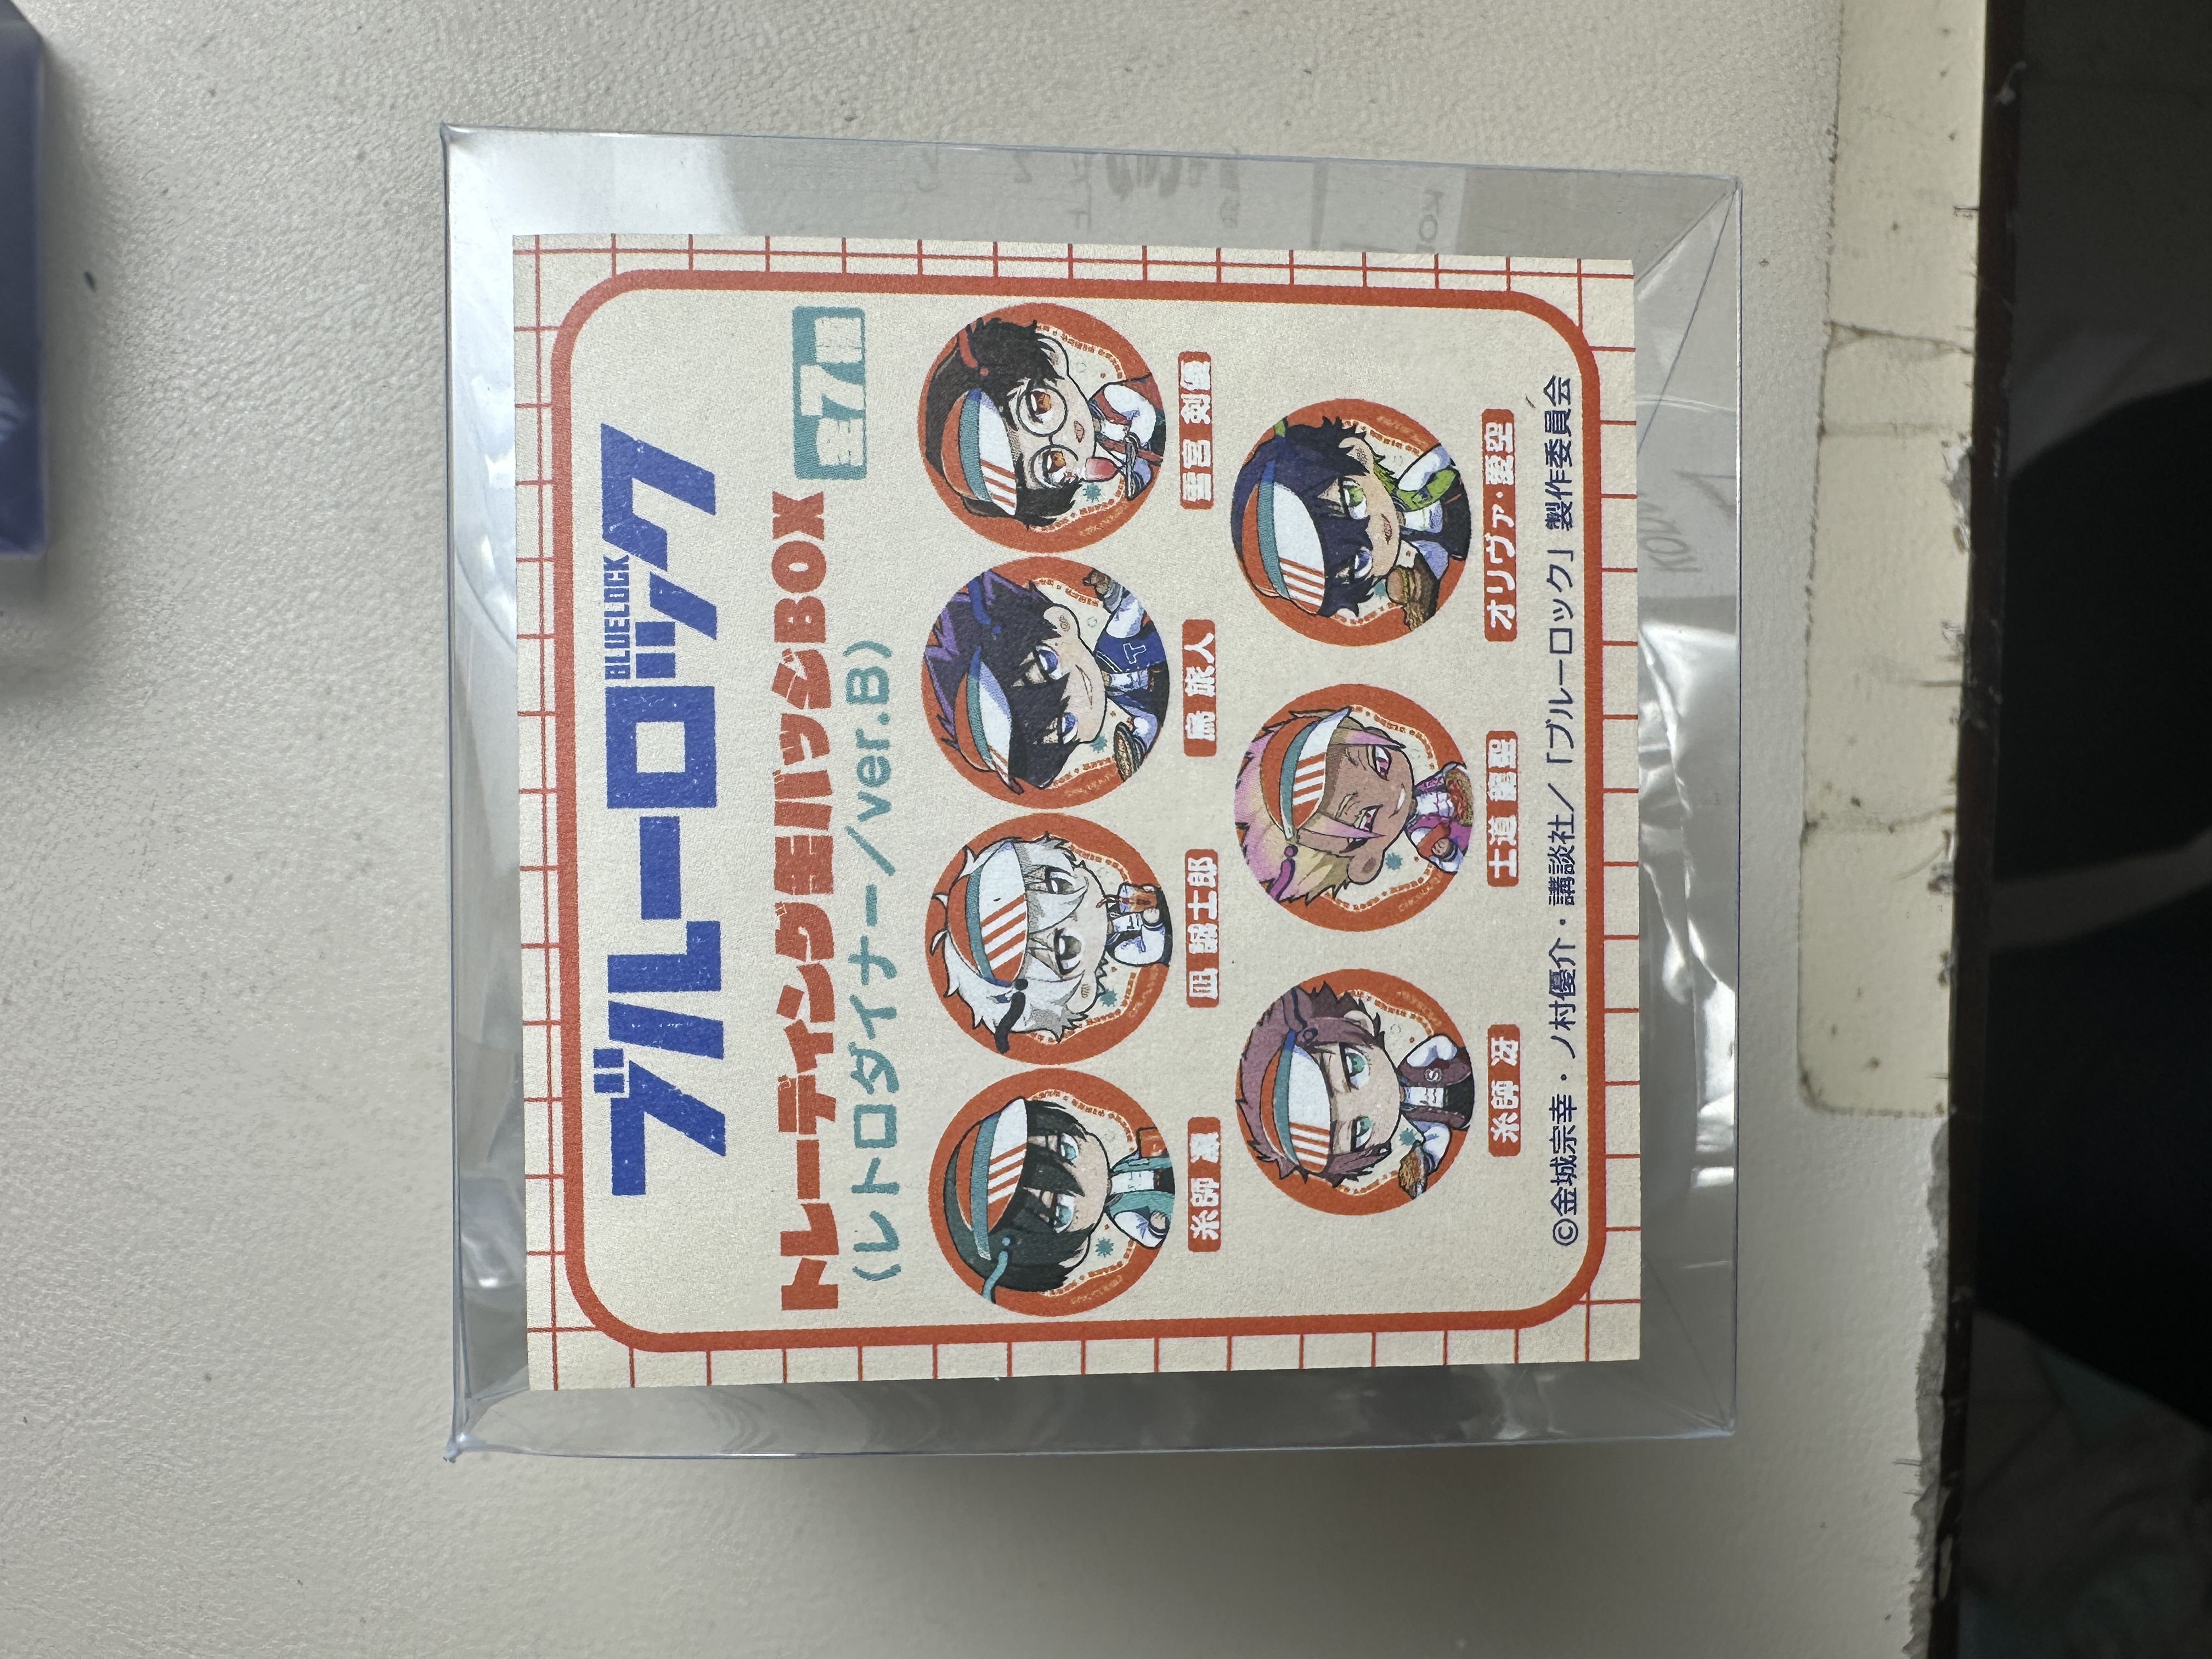 ブルーロック
BLUELOCK
トレーディング缶バッジBOX
全7種
(レトロダイナー/ver.B)
糸師 凛
凪 誠士郎
烏 旅人
雪宮 剣優
糸師 冴
士道 龍聖
オリヴァ・愛空
©金城宗幸・ノ村優介・講談社/「ブルーロック」製作委員会
T
S